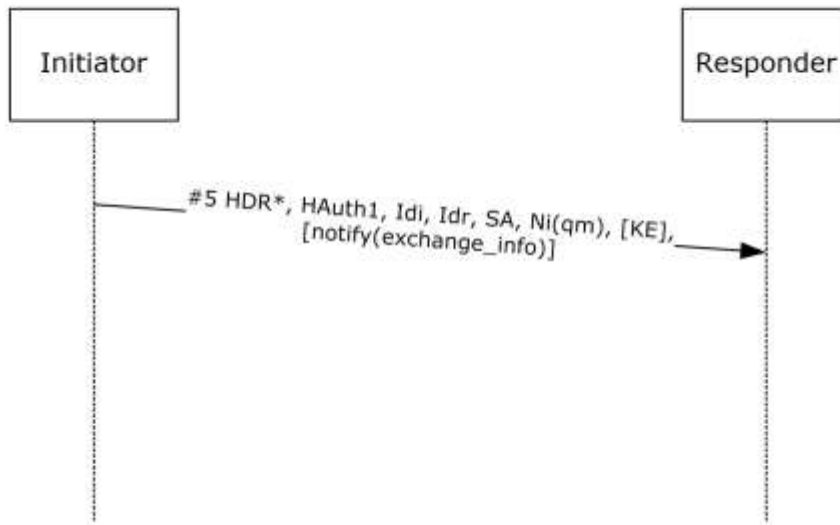 Initiator
Responder
#5 HDR*, HAuth1, Idi, Idr, SA, Ni(qm), [KE],
[notify(exchange_info)]